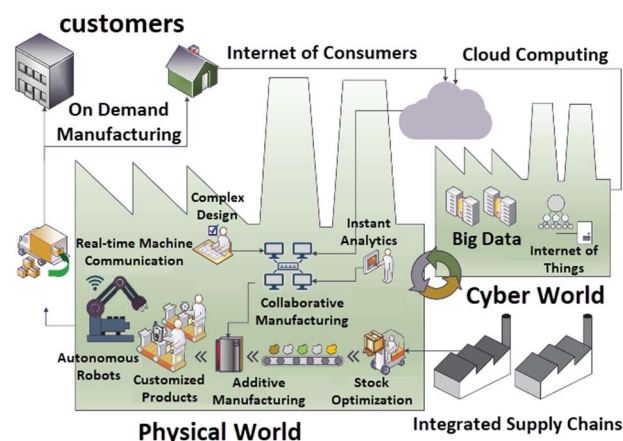 customers
Internet of Consumers
Cloud Computing
On Demand
Manufacturing
Complex
Design
Instant
Analytics
Real-time Machine
Communication
Collaborative
Manufacturing
Big Data
Internet of
Things
Cyber World
Autonomous
Robots
Customized
Products
Additive
Manufacturing
Stock
Optimization
Integrated Supply Chains
Physical World